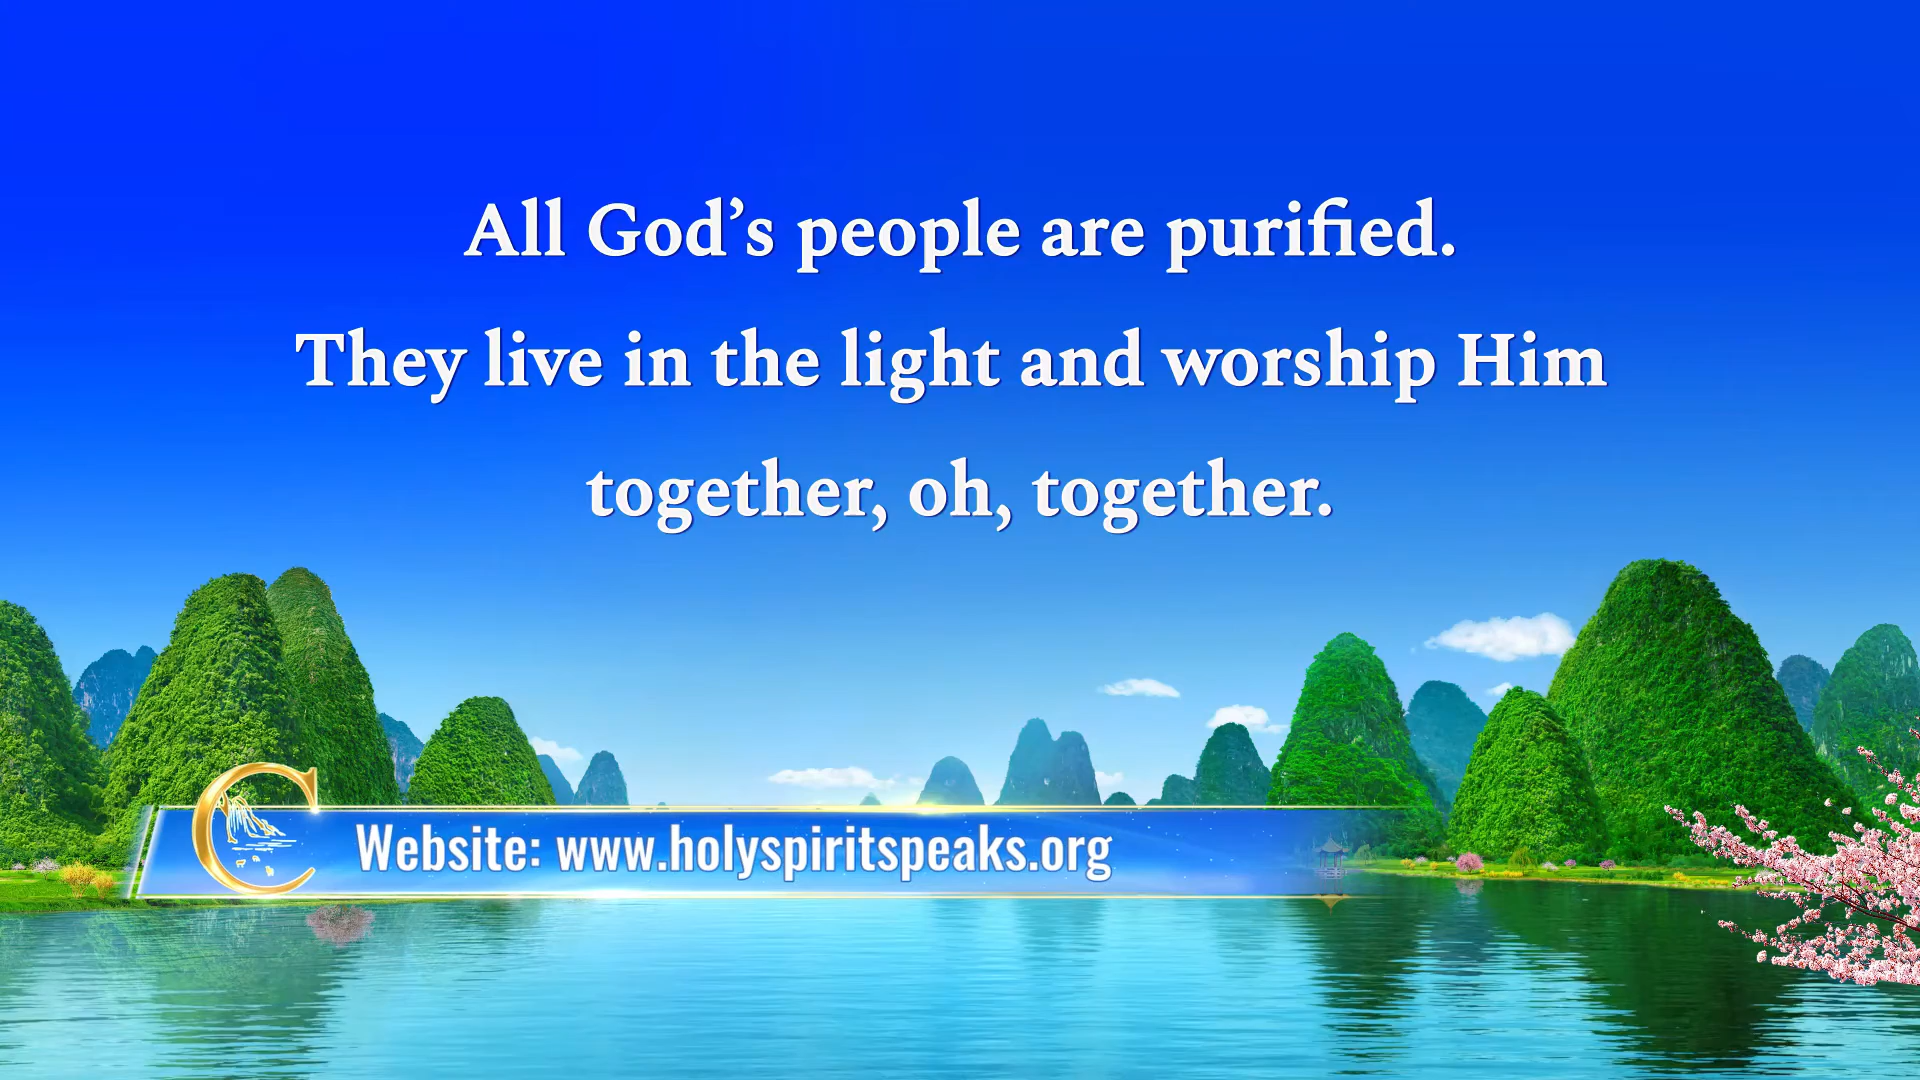 All God’s people are purified.
They live in the light and worship Him
together, oh, together.
Website: www.holyspiritspeaks.org